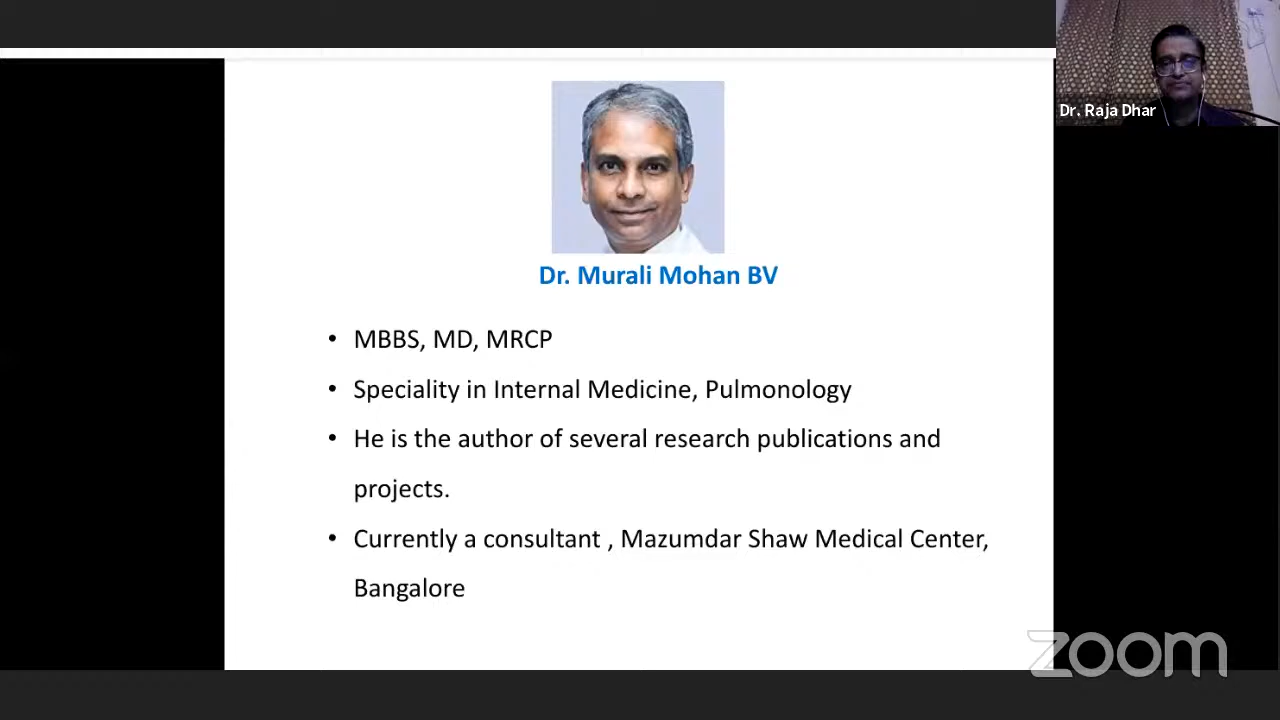 Dr. Raja Dhar
Dr. Murali Mohan BV
• MBBS, MD, MRCP
• Speciality in Internal Medicine, Pulmonology
• He is the author of several research publications and
projects.
• Currently a consultant , Mazumdar Shaw Medical Center,
Bangalore
zoom